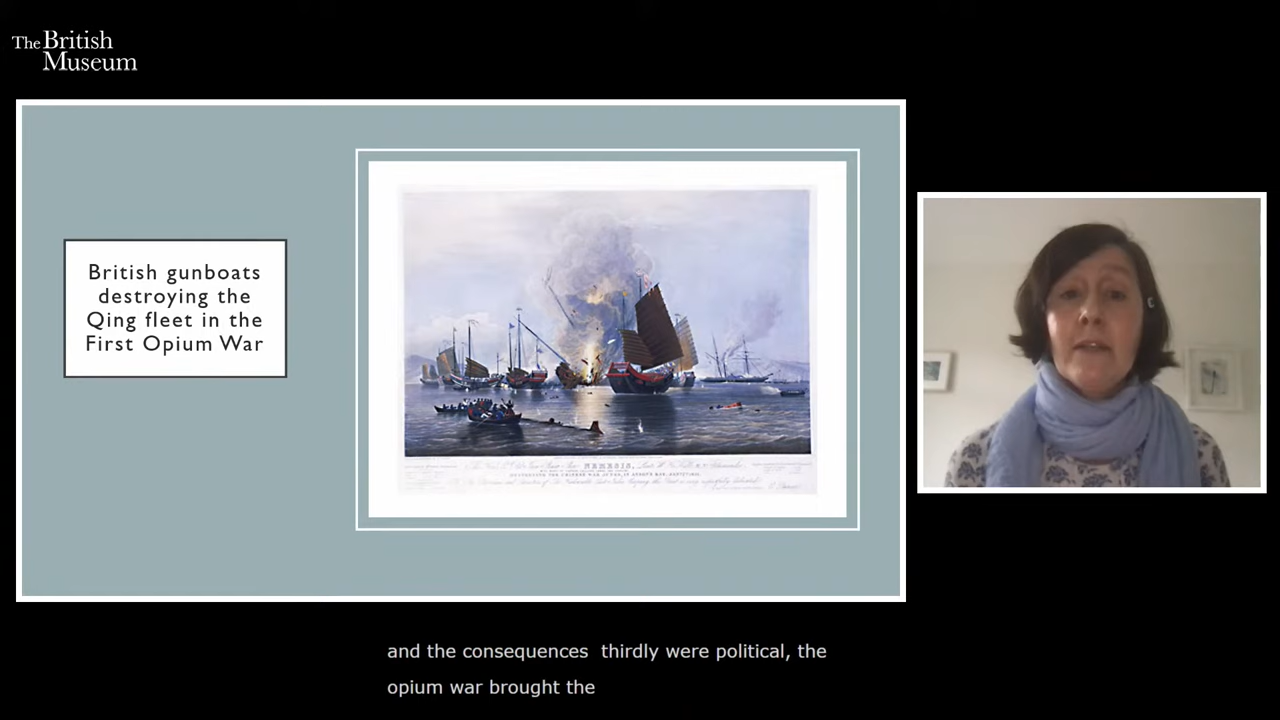 The British
Museum
British gunboats
destroying the
Qing fleet in the
First Opium War
NEMESIS,
and the consequences  thirdly were political, the
opium war brought the